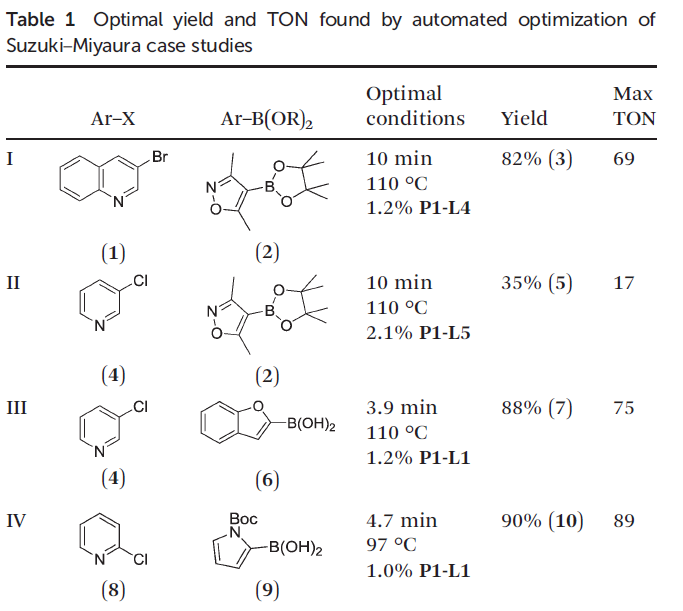 Table 1 Optimal yield and TON found by automated optimization of
Suzuki–Miyaura case studies
Ar–X Ar–B(OR)₂ Optimal conditions Yield Max TON
I
Br
N
(1)
N
O
B
O
O
(2)
10 min
110 °C
1.2% P1-L4
82% (3)
69
II
Cl
N
(4)
N
O
B
O
O
(2)
10 min
110 °C
2.1% P1-L5
35% (5)
17
III
Cl
N
(4)
O
B(OH)₂
(6)
3.9 min
110 °C
1.2% P1-L1
88% (7)
75
IV
N
Cl
(8)
Boc
N
B(OH)₂
(9)
4.7 min
97 °C
1.0% P1-L1
90% (10)
89